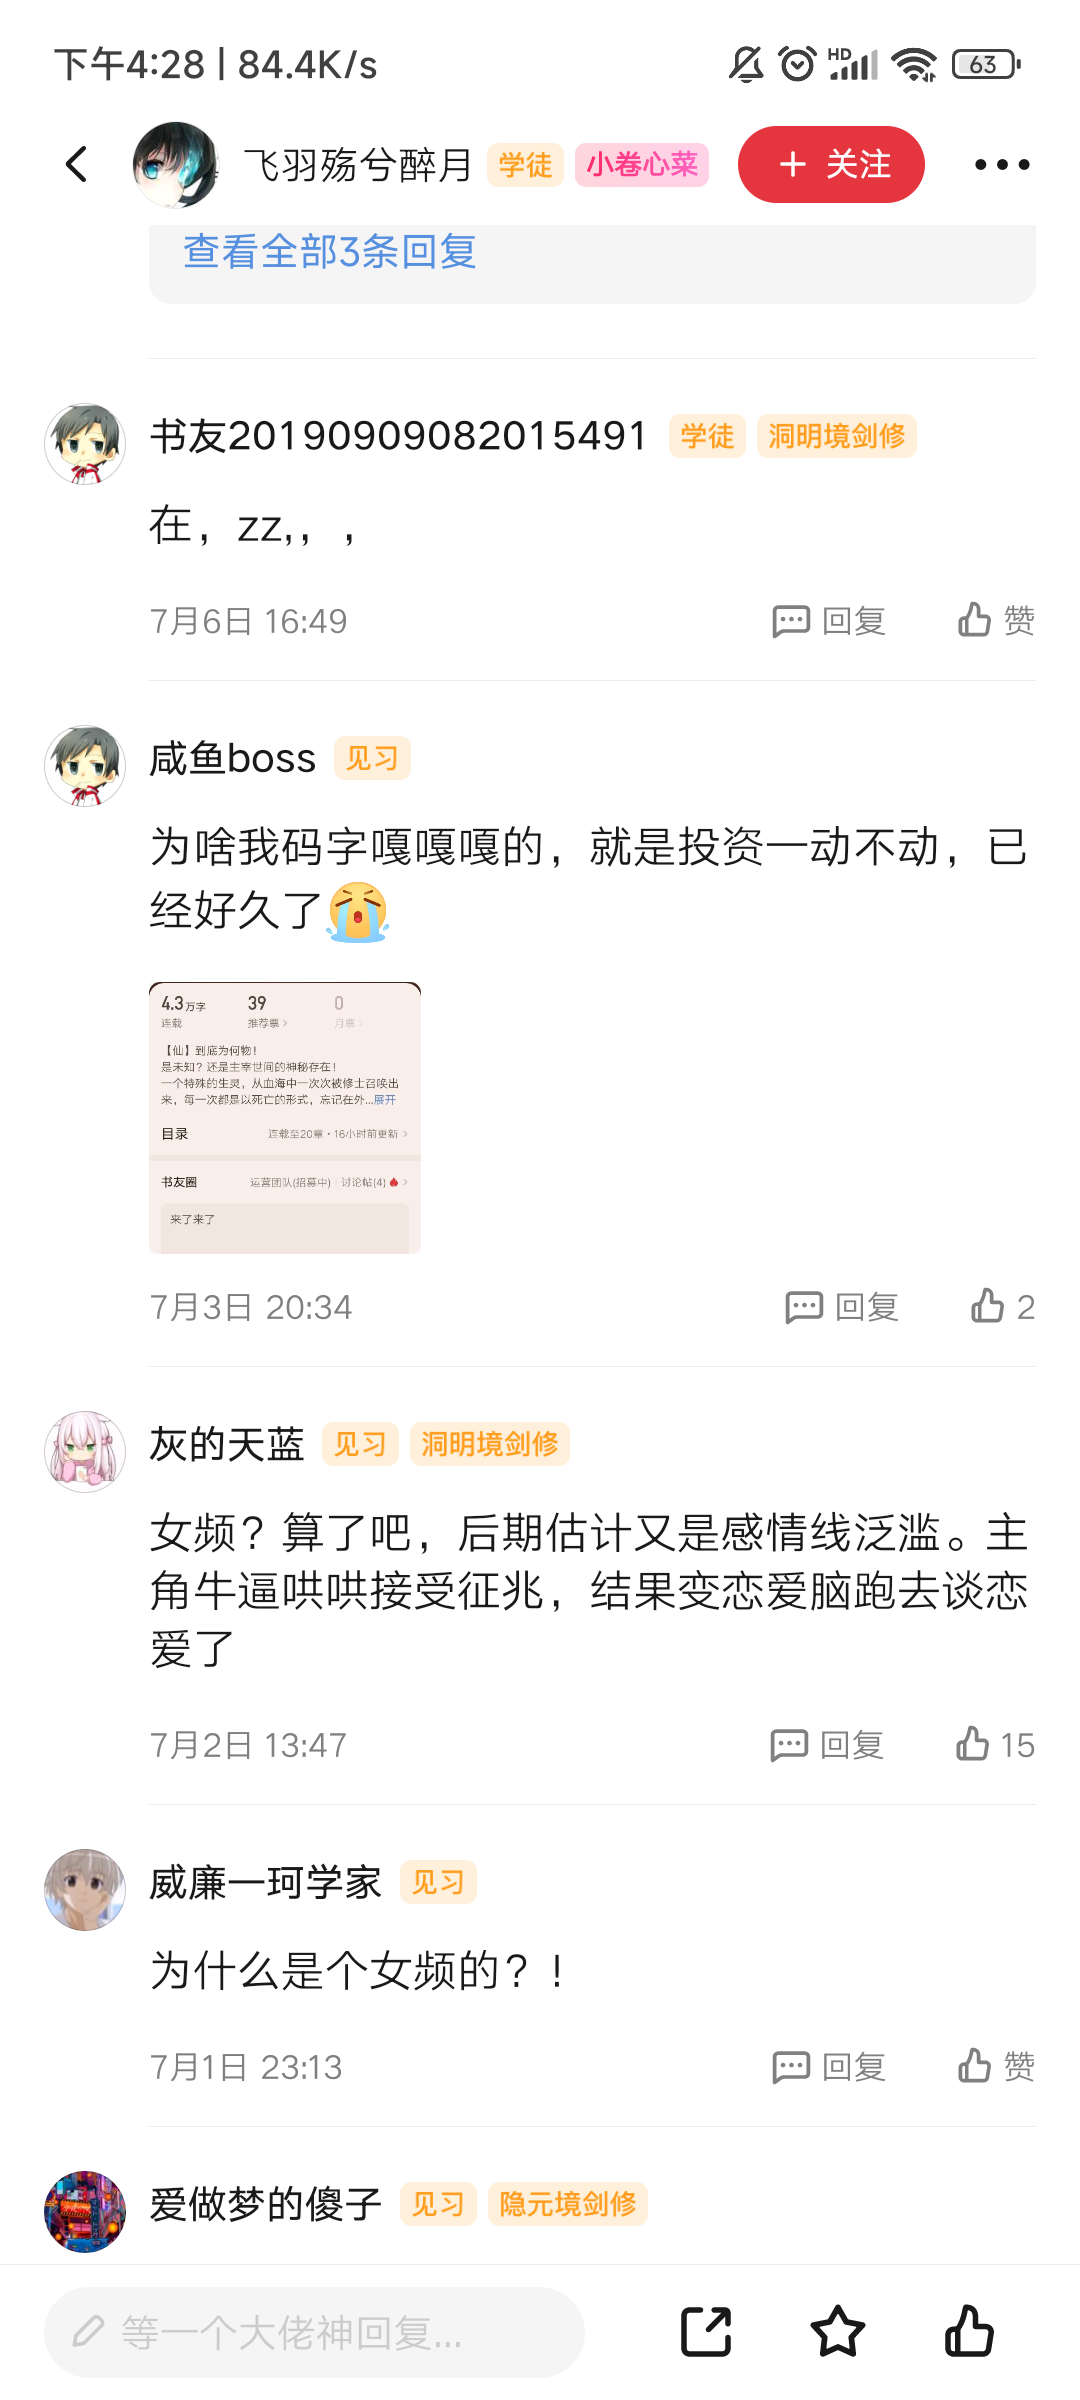 下午4:28 | 84.4K/s
HD
63
飞羽殇兮醉月 学徒 小卷心菜 + 关注
查看全部3条回复
书友20190909082015491 学徒 洞明境剑修
在，zz,，，
7月6日 16:49 回复 赞
咸鱼boss 见习
为啥我码字嘎嘎嘎的，就是投资一动不动，已
经好久了😭
4.3万字 39 0
连载 推荐票 > 月票 >
【仙】到底为何物！
是未知？还是主宰世间的神秘存在！
一个特殊的生灵，从血海中一次次被修士召唤出
来，每一次都是以死亡的形式，忘记在外...展开
目录 连载至20章·16小时前更新 >
书友圈 运营团队(招募中) 讨论帖(4) >
来了来了
7月3日 20:34 回复 2
灰的天蓝 见习 洞明境剑修
女频？算了吧，后期估计又是感情线泛滥。主
角牛逼哄哄接受征兆，结果变恋爱脑跑去谈恋
爱了
7月2日 13:47 回复 15
威廉一珂学家 见习
为什么是个女频的？！
7月1日 23:13 回复 赞
爱做梦的傻子 见习 隐元境剑修
等一个大佬神回复...